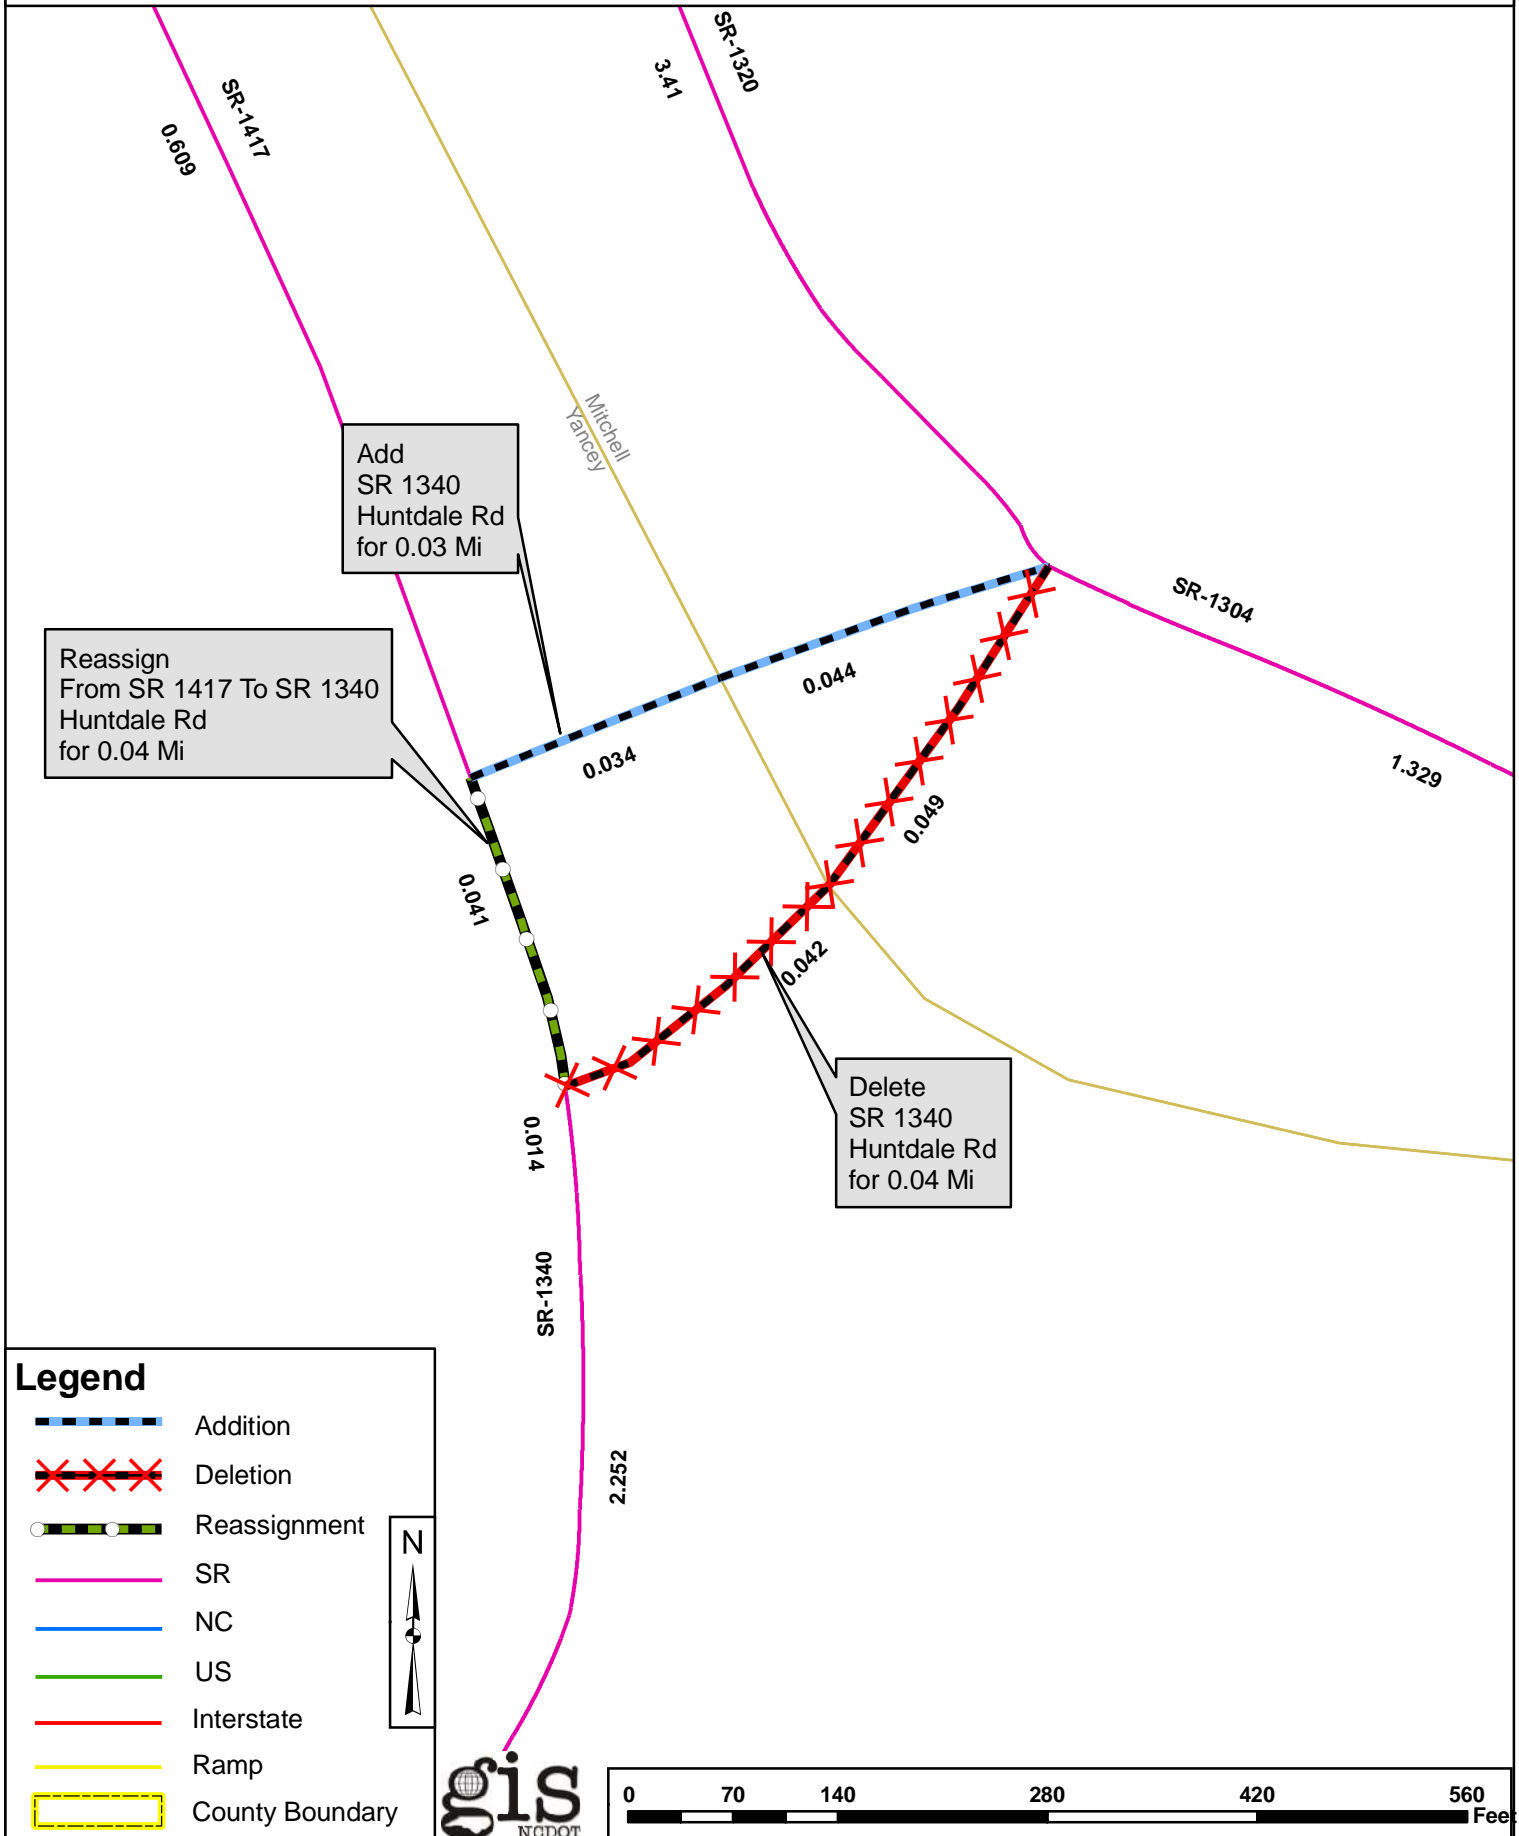 SR-1320
3.41
SR-1417
0.609
Mitchell
Yancey
Add
SR 1340
Huntdale Rd
for 0.03 Mi
SR-1304
Reassign
From SR 1417 To SR 1340
Huntdale Rd
for 0.04 Mi
0.044
0.034
1.329
0.049
0.041
0.042
Delete
SR 1340
Huntdale Rd
for 0.04 Mi
0.014
SR-1340
2.252
Legend
Addition
Deletion
Reassignment
SR
NC
US
Interstate
Ramp
County Boundary
N
gis
NCDOT
0 70 140 280 420 560
Feet